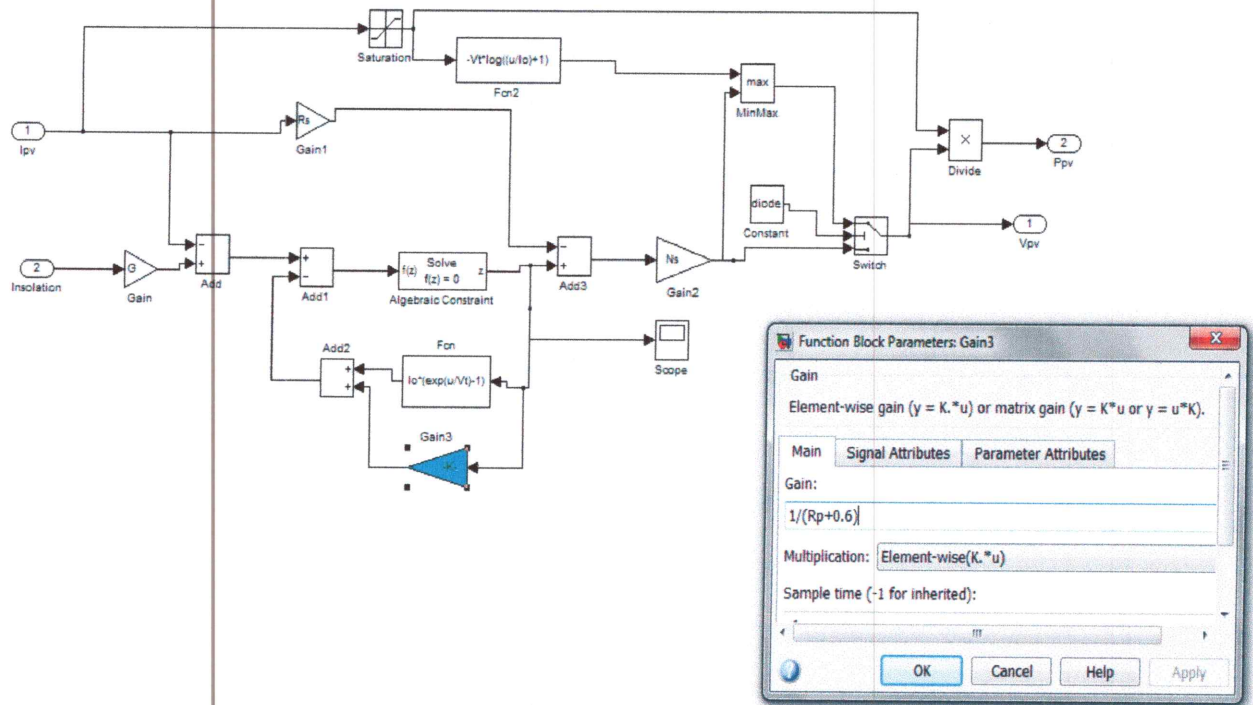 Saturation
-Vt*log((u/Io)+1)
Fcn2
max
MinMax
1
Ipv
Rs
Gain1
×
Divide
2
Ppv
diode
Constant
1
Vpv
Switch
2
Insolation
G
Gain
-
+
Add
+
-
Add1
f(z)
Solve
f(z) = 0
z
Algebraic Constraint
-
+
Add3
Ns
Gain2
Scope
Add2
+
+
Fcn
Io*(exp(u/Vt)-1)
Gain3
-K-
Function Block Parameters: Gain3
Gain
Element-wise gain (y = K.*u) or matrix gain (y = K*u or y = u*K).
Main Signal Attributes Parameter Attributes
Gain:
1/(Rp+0.6)
Multiplication: Element-wise(K.*u)
Sample time (-1 for inherited):
OK Cancel Help Apply